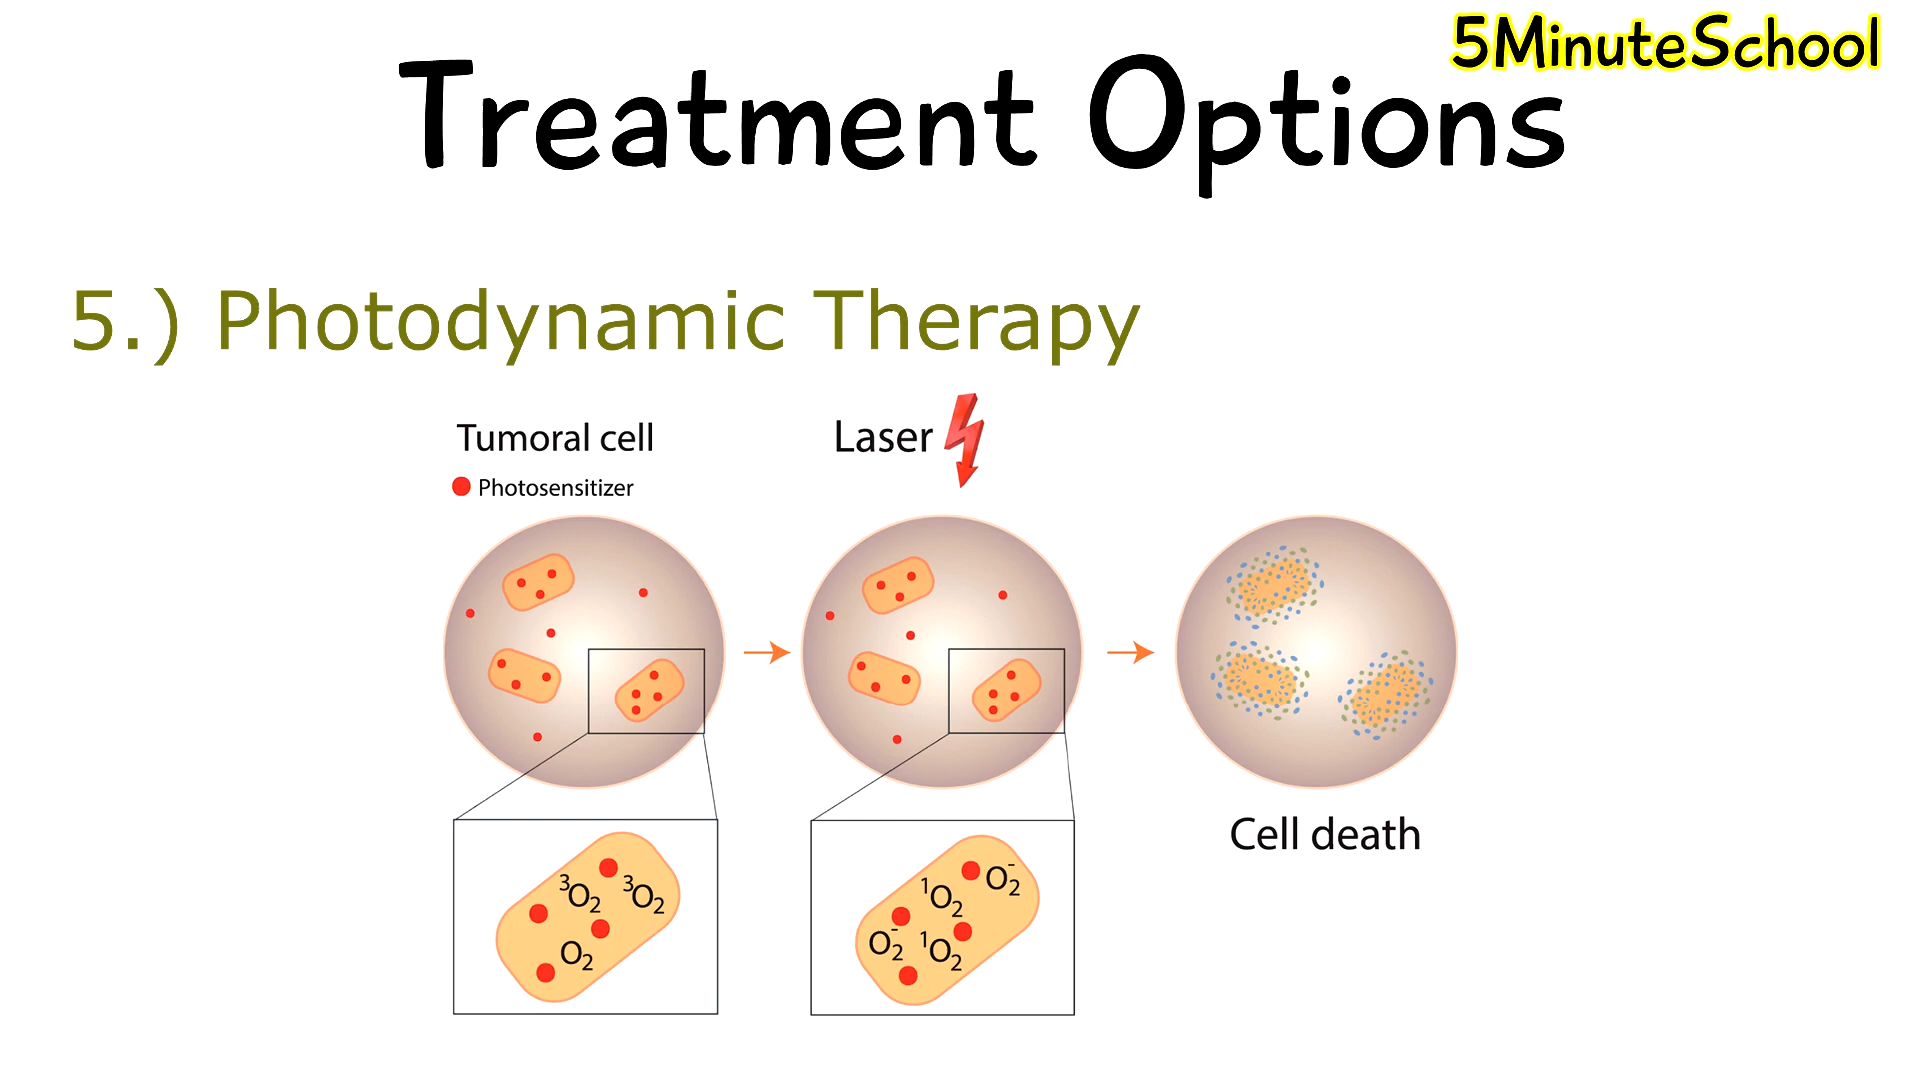 5MinuteSchool
Treatment Options
5.) Photodynamic Therapy
Tumoral cell
Photosensitizer
Laser
Cell death
³O₂ ³O₂
O₂
¹O₂ O₂⁻
O₂⁻ ¹O₂